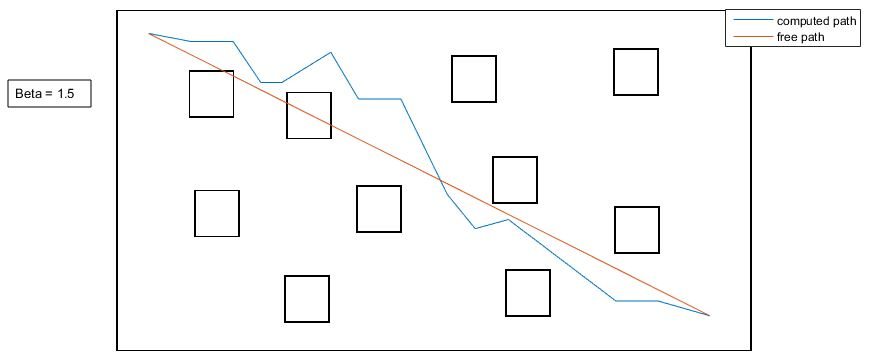 computed path
free path
Beta = 1.5